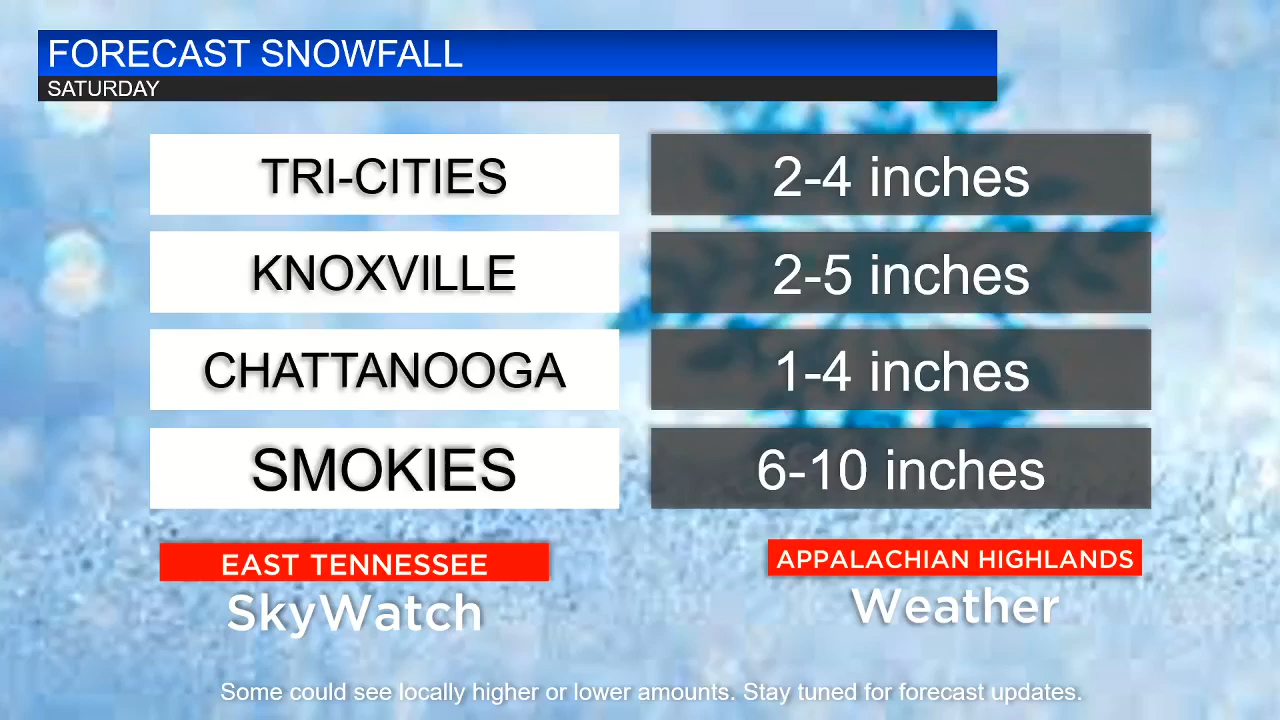 FORECAST SNOWFALL
SATURDAY
TRI-CITIES 2-4 inches
KNOXVILLE 2-5 inches
CHATTANOOGA 1-4 inches
SMOKIES 6-10 inches
EAST TENNESSEE
SkyWatch
APPALACHIAN HIGHLANDS
Weather
Some could see locally higher or lower amounts. Stay tuned for forecast updates.